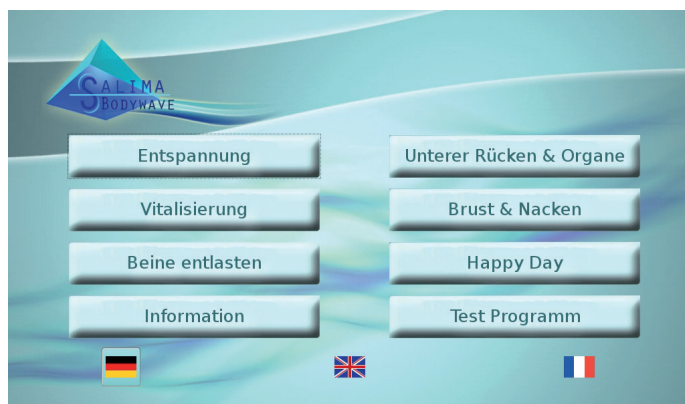 SALIMA
BODYWAVE
Entspannung
Unterer Rücken & Organe
Vitalisierung
Brust & Nacken
Beine entlasten
Happy Day
Information
Test Programm